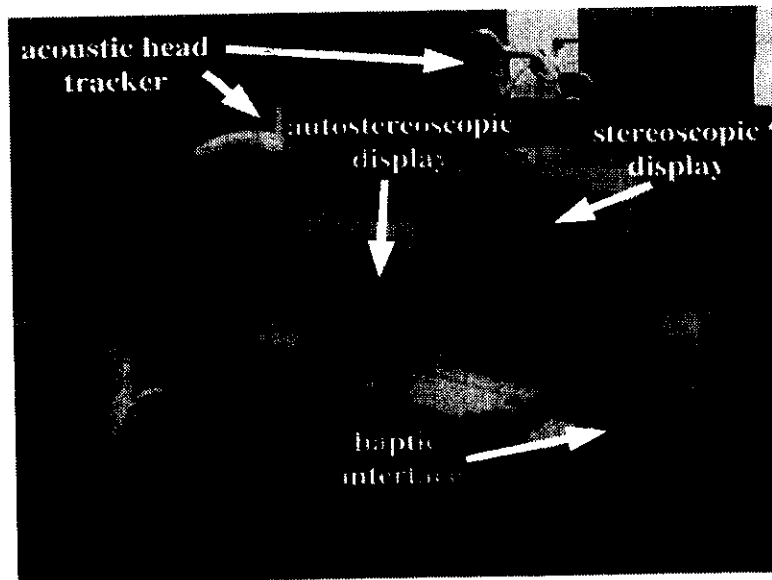 acoustic head
tracker
autostereoscopic
display
stereoscopic
display
haptic
interface